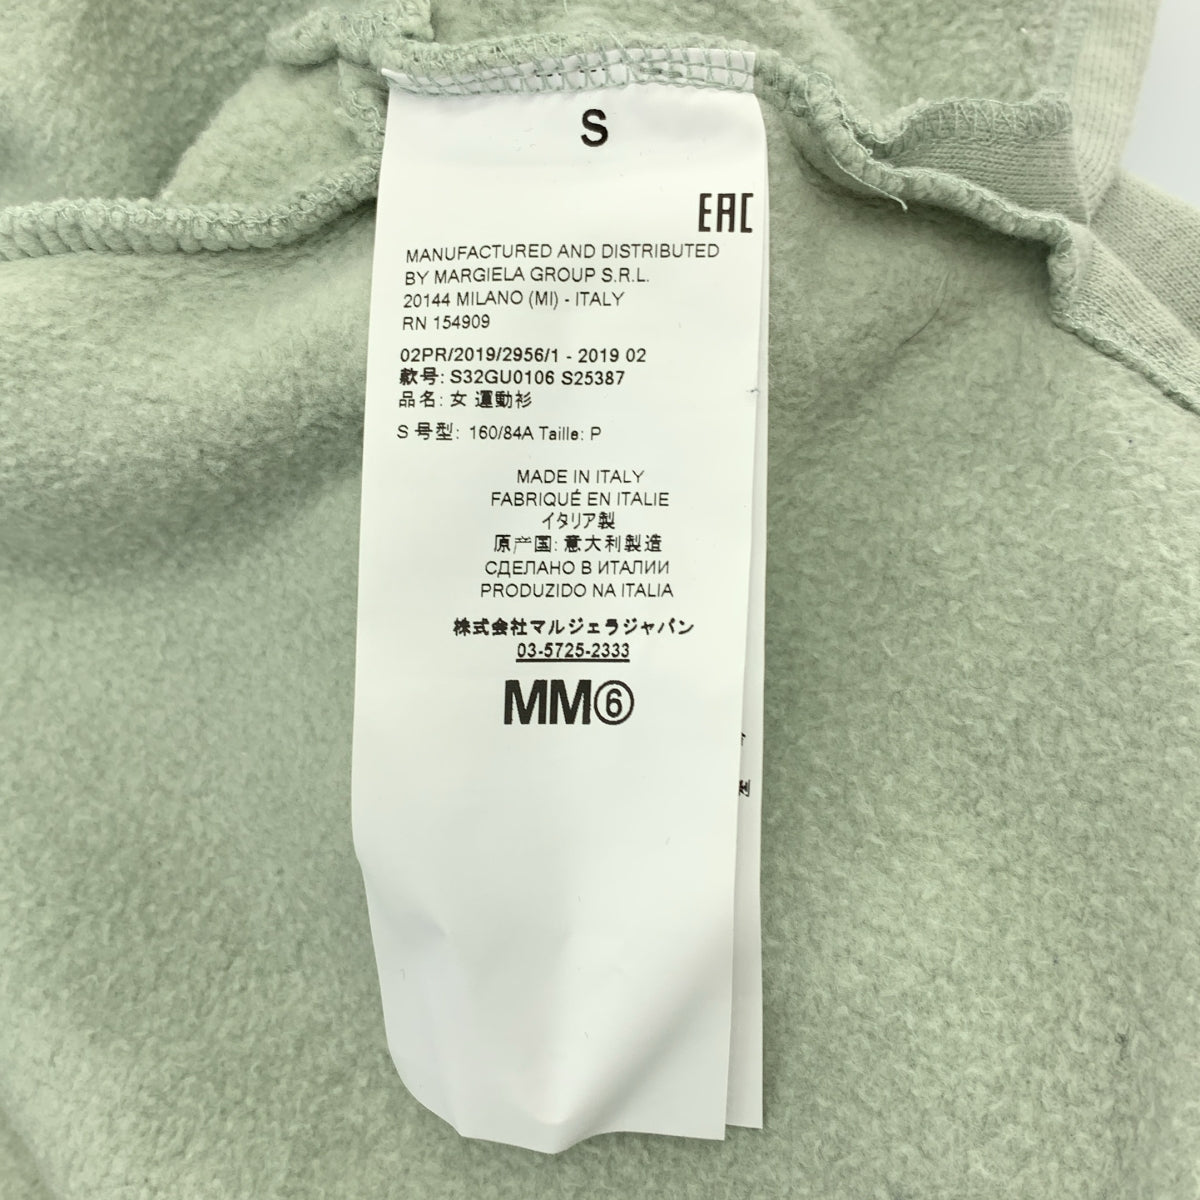 S
EAC
MANUFACTURED AND DISTRIBUTED
BY MARGIELA GROUP S.R.L.
20144 MILANO (MI) - ITALY
RN 154909
02PR/2019/2956/1 - 2019 02
款号: S32GU0106 S25387
品名: 女 運動衫
S 号型: 160/84A Taille: P
MADE IN ITALY
FABRIQUÉ EN ITALIE
イタリア製
原产国: 意大利製造
СДЕЛАНО В ИТАЛИИ
PRODUZIDO NA ITALIA
株式会社マルジェラジャパン
03-5725-2333
MM⑥